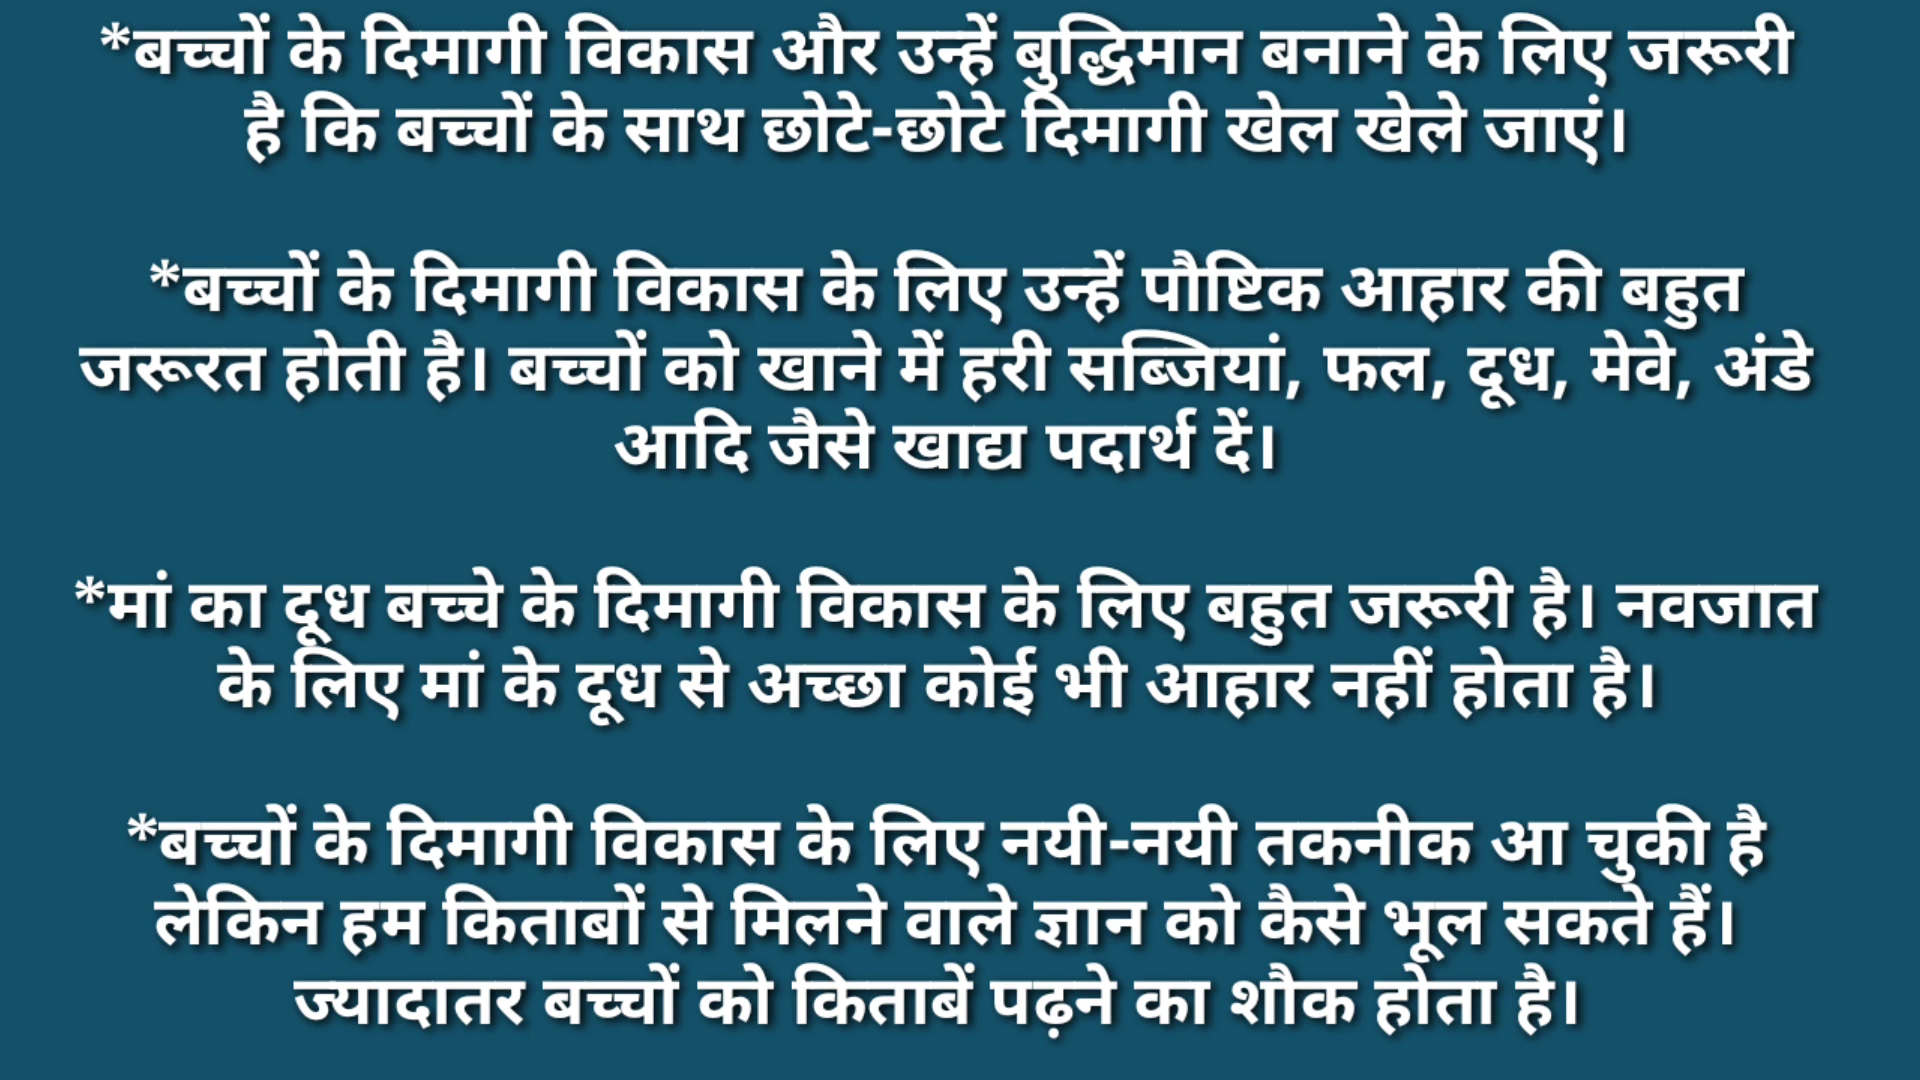 *बच्चों के दिमागी विकास और उन्हें बुद्धिमान बनाने के लिए जरूरी
है कि बच्चों के साथ छोटे-छोटे दिमागी खेल खेले जाएं।
*बच्चों के दिमागी विकास के लिए उन्हें पौष्टिक आहार की बहुत
जरूरत होती है। बच्चों को खाने में हरी सब्जियां, फल, दूध, मेवे, अंडे
आदि जैसे खाद्य पदार्थ दें।
*मां का दूध बच्चे के दिमागी विकास के लिए बहुत जरूरी है। नवजात
के लिए मां के दूध से अच्छा कोई भी आहार नहीं होता है।
*बच्चों के दिमागी विकास के लिए नयी-नयी तकनीक आ चुकी है
लेकिन हम किताबों से मिलने वाले ज्ञान को कैसे भूल सकते हैं।
ज्यादातर बच्चों को किताबें पढ़ने का शौक होता है।